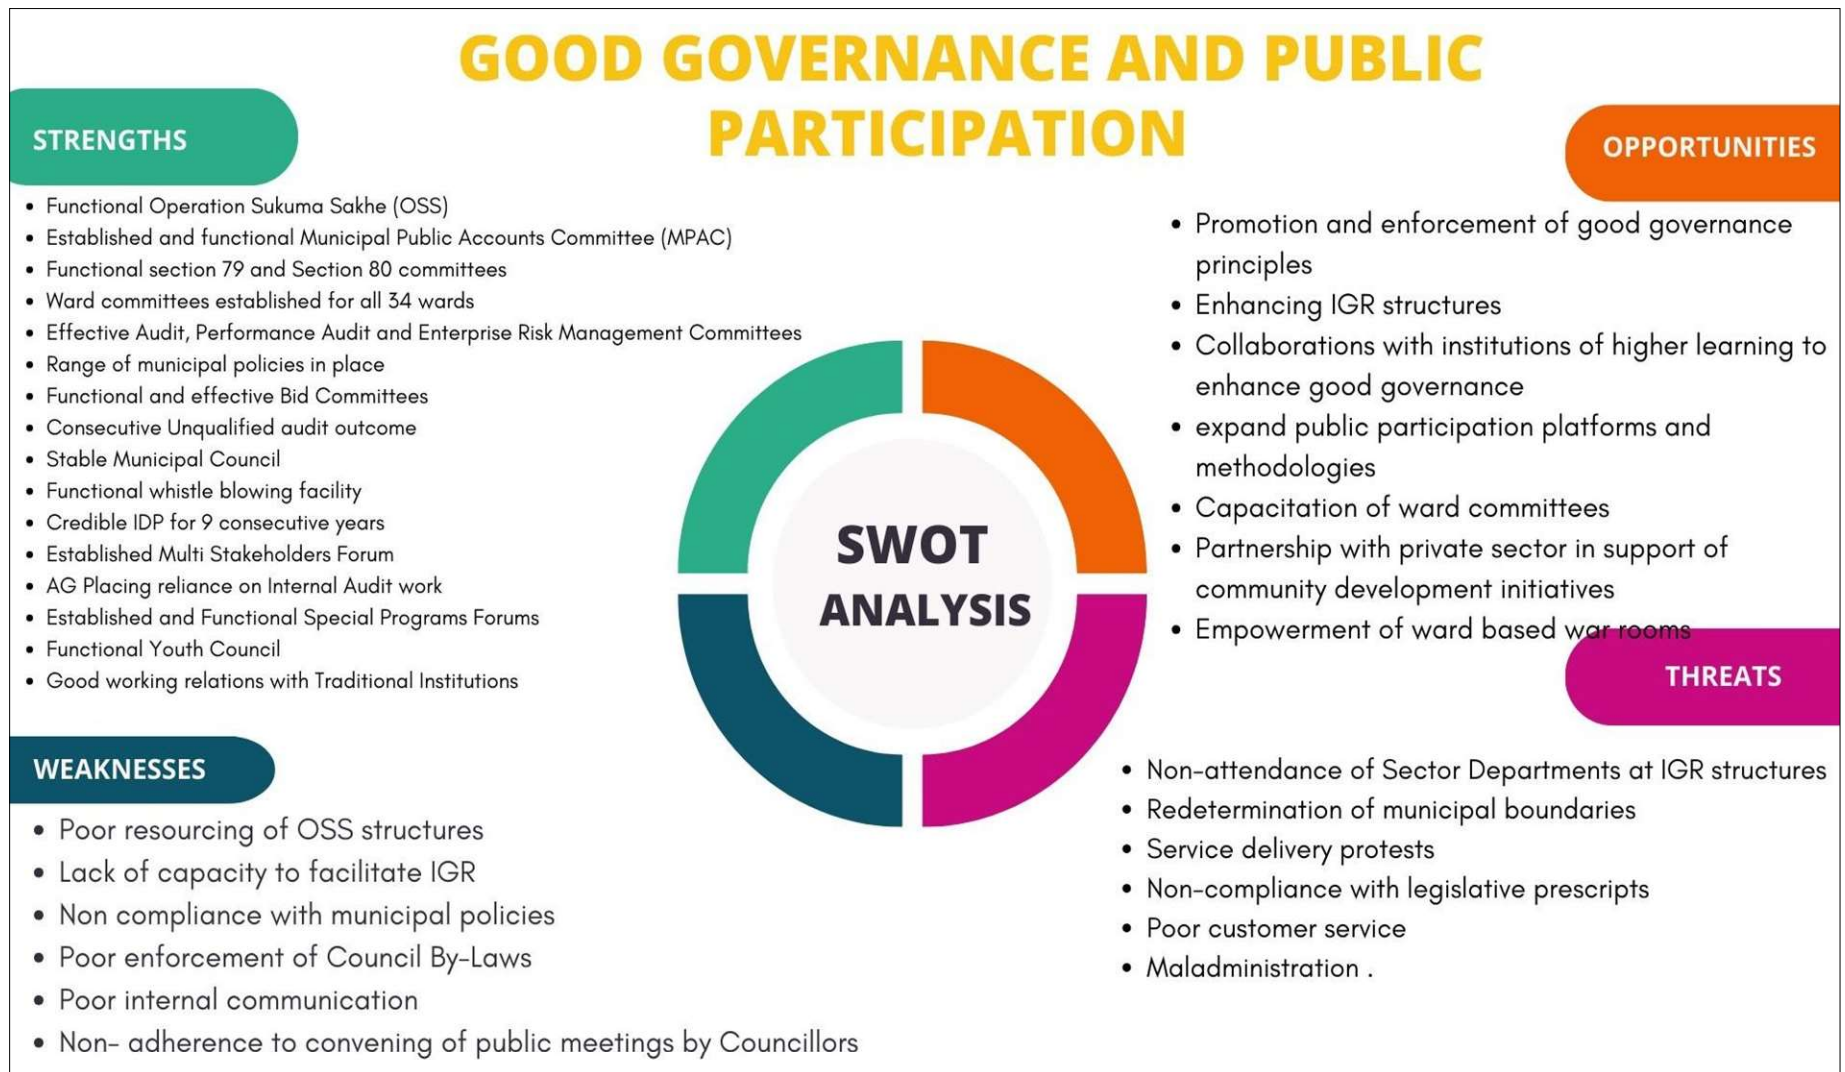 GOOD GOVERNANCE AND PUBLIC
PARTICIPATION
STRENGTHS
• Functional Operation Sukuma Sakhe (OSS)
• Established and functional Municipal Public Accounts Committee (MPAC)
• Functional section 79 and Section 80 committees
• Ward committees established for all 34 wards
• Effective Audit, Performance Audit and Enterprise Risk Management Committees
• Range of municipal policies in place
• Functional and effective Bid Committees
• Consecutive Unqualified audit outcome
• Stable Municipal Council
• Functional whistle blowing facility
• Credible IDP for 9 consecutive years
• Established Multi Stakeholders Forum
• AG Placing reliance on Internal Audit work
• Established and Functional Special Programs Forums
• Functional Youth Council
• Good working relations with Traditional Institutions
WEAKNESSES
• Poor resourcing of OSS structures
• Lack of capacity to facilitate IGR
• Non compliance with municipal policies
• Poor enforcement of Council By-Laws
• Poor internal communication
• Non- adherence to convening of public meetings by Councillors
SWOT
ANALYSIS
OPPORTUNITIES
• Promotion and enforcement of good governance
principles
• Enhancing IGR structures
• Collaborations with institutions of higher learning to
enhance good governance
• expand public participation platforms and
methodologies
• Capacitation of ward committees
• Partnership with private sector in support of
community development initiatives
• Empowerment of ward based war rooms
THREATS
• Non-attendance of Sector Departments at IGR structures
• Redetermination of municipal boundaries
• Service delivery protests
• Non-compliance with legislative prescripts
• Poor customer service
• Maladministration .